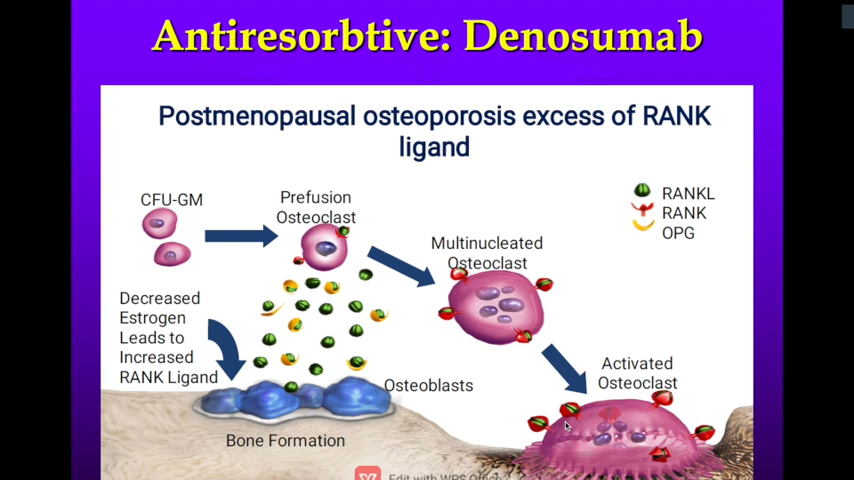 Antiresorbtive: Denosumab
Postmenopausal osteoporosis excess of RANK
ligand
CFU-GM
Prefusion
Osteoclast
RANKL
RANK
OPG
Multinucleated
Osteoclast
Decreased
Estrogen
Leads to
Increased
RANK Ligand
Activated
Osteoclast
Osteoblasts
Bone Formation
Edit with WPS Office